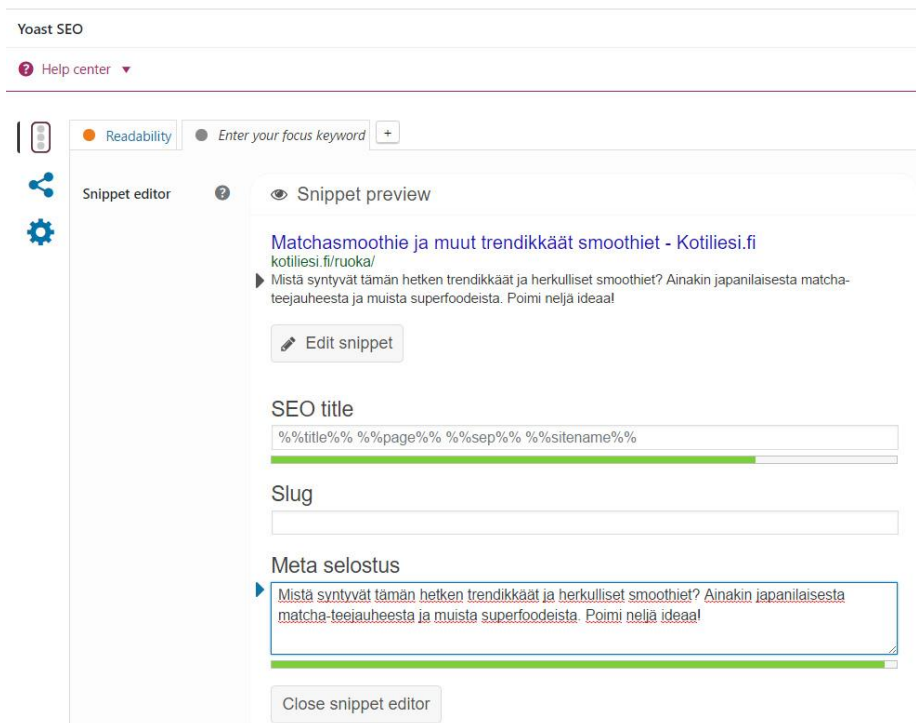 Yoast SEO
Help center
Readability
Enter your focus keyword
+
Snippet editor
Snippet preview
Matchasmoothie ja muut trendikkäät smoothiet - Kotiliesi.fi
kotiliesi.fi/ruoka/
Mistä syntyvät tämän hetken trendikkäät ja herkulliset smoothiet? Ainakin japanilaisesta matcha-
teejauheesta ja muista superfoodeista. Poimi neljä ideaa!
Edit snippet
SEO title
%%title%% %%page%% %%sep%% %%sitename%%
Slug
Meta selostus
Mistä syntyvät tämän hetken trendikkäät ja herkulliset smoothiet? Ainakin japanilaisesta
matcha-teejauheesta ja muista superfoodeista. Poimi neljä ideaa!
Close snippet editor